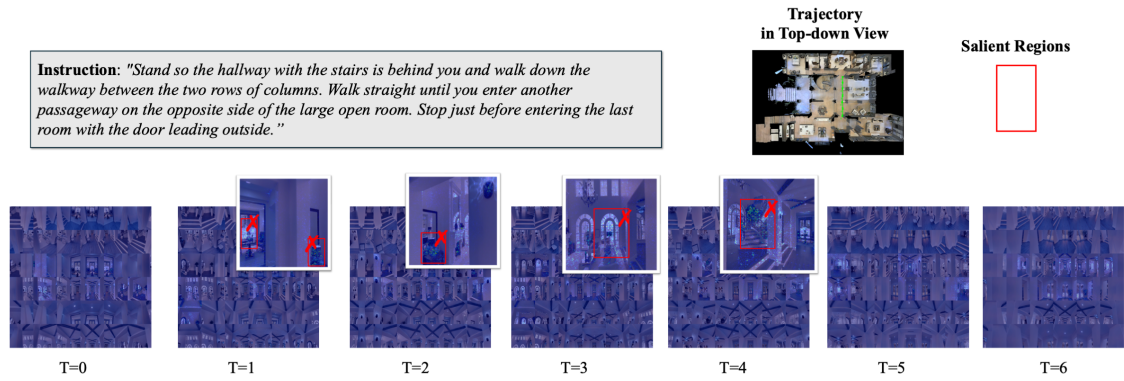 Trajectory
in Top-down View
Salient Regions
Instruction: "Stand so the hallway with the stairs is behind you and walk down the
walkway between the two rows of columns. Walk straight until you enter another
passageway on the opposite side of the large open room. Stop just before entering the last
room with the door leading outside.”
T=0
T=1
T=2
T=3
T=4
T=5
T=6